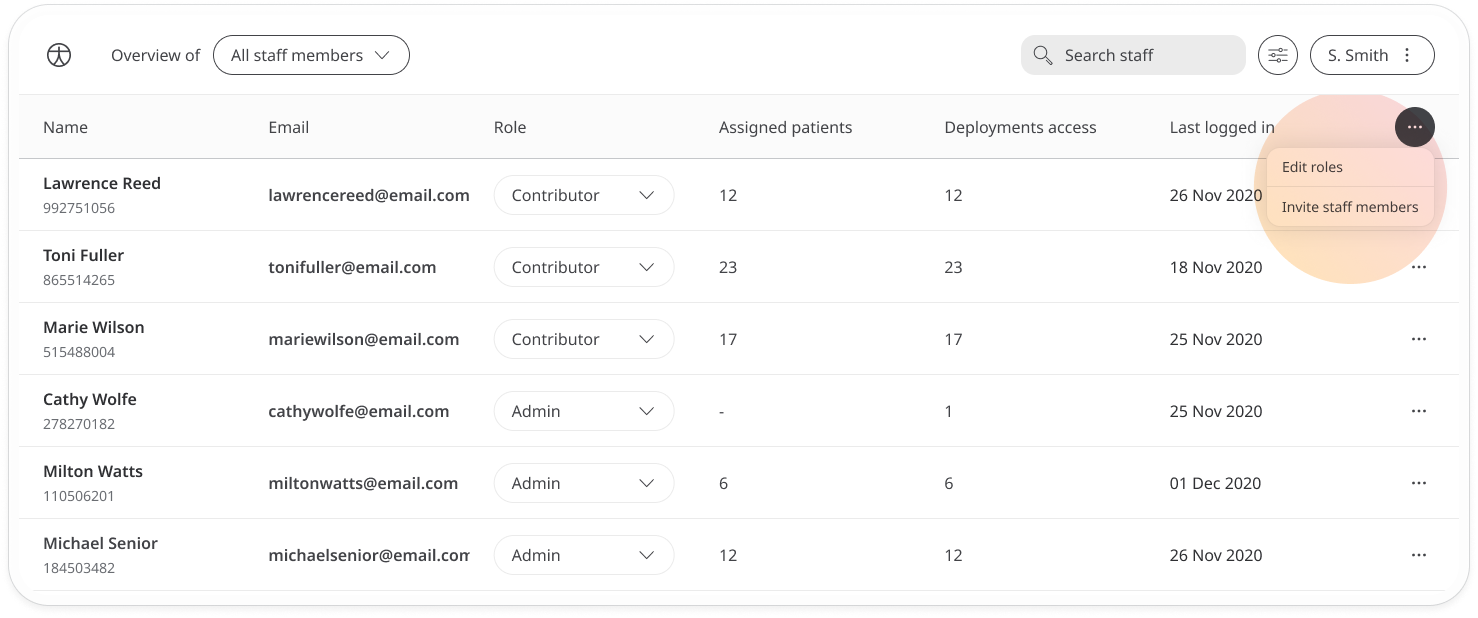 Overview of All staff members Search staff S. Smith
Name Email Role Assigned patients Deployments access Last logged in
Edit roles
Invite staff members
Lawrence Reed
992751056
lawrencereed@email.com Contributor 12 12 26 Nov 2020
Toni Fuller
865514265
tonifuller@email.com Contributor 23 23 18 Nov 2020
Marie Wilson
515488004
mariewilson@email.com Contributor 17 17 25 Nov 2020
Cathy Wolfe
278270182
cathywolfe@email.com Admin - 1 25 Nov 2020
Milton Watts
110506201
miltonwatts@email.com Admin 6 6 01 Dec 2020
Michael Senior
184503482
michaelsenior@email.com Admin 12 12 26 Nov 2020